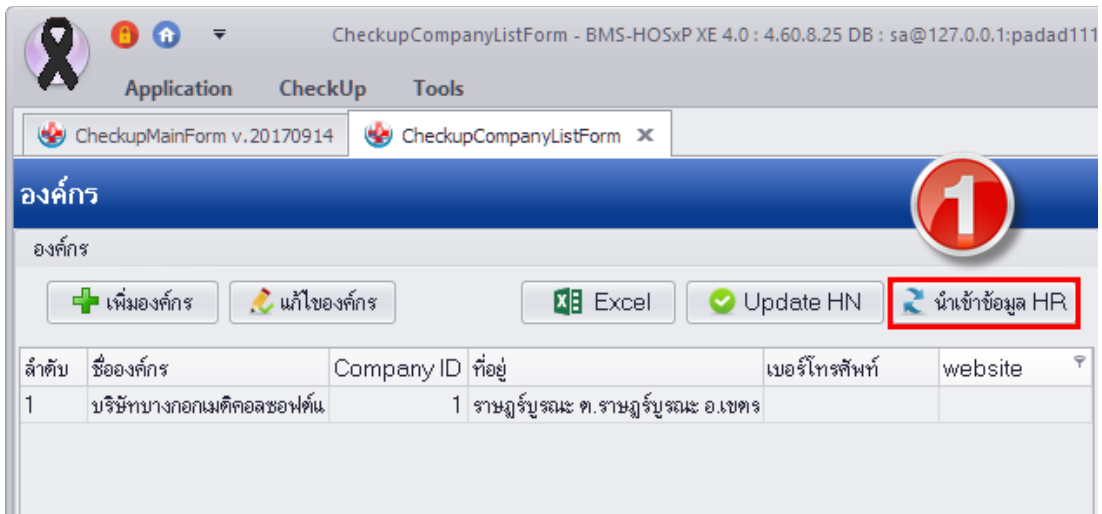 CheckupCompanyListForm - BMS-HOSxP XE 4.0 : 4.60.8.25 DB : sa@127.0.0.1:padad111
Application CheckUp Tools
CheckupMainForm v.20170914 CheckupCompanyListForm
องค์กร
1
องค์กร
เพิ่มองค์กร แก้ไของค์กร Excel Update HN นำเข้าข้อมูล HR
ลำดับ ชื่อองค์กร Company ID ที่อยู่ เบอร์โทรศัพท์ website
1 บริษัทบางกอกเมดิคอลซอฟต์แ 1 ราษฎร์บูรณะ ต.ราษฎร์บูรณะ อ.เขตร